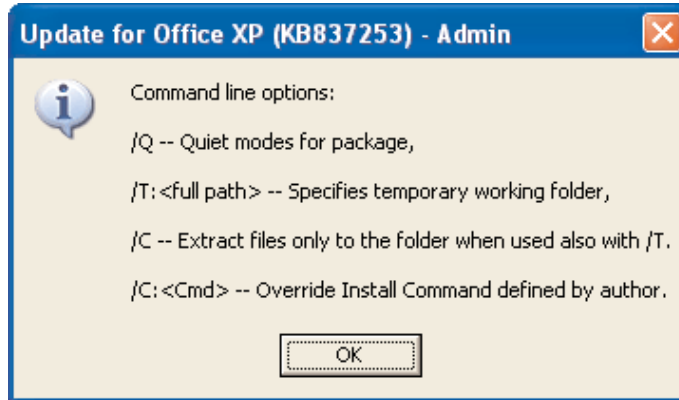 Update for Office XP (KB837253) - Admin
Command line options:
/Q -- Quiet modes for package,
/T:<full path> -- Specifies temporary working folder,
/C -- Extract files only to the folder when used also with /T.
/C:<Cmd> -- Override Install Command defined by author.
OK